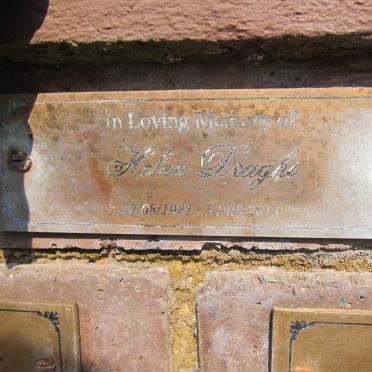 In Loving Memory of
Helen Draghi